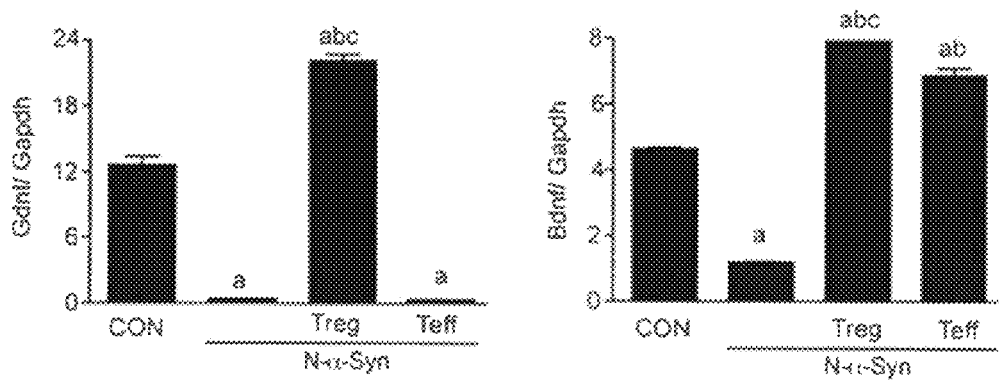 Gdnf/ Gapdh
24
18
12
6
0
a
abc
a
CON
Treg
Teff
N-α-Syn
Bdnf/ Gapdh
8
6
4
2
0
a
abc
ab
CON
Treg
Teff
N-α-Syn